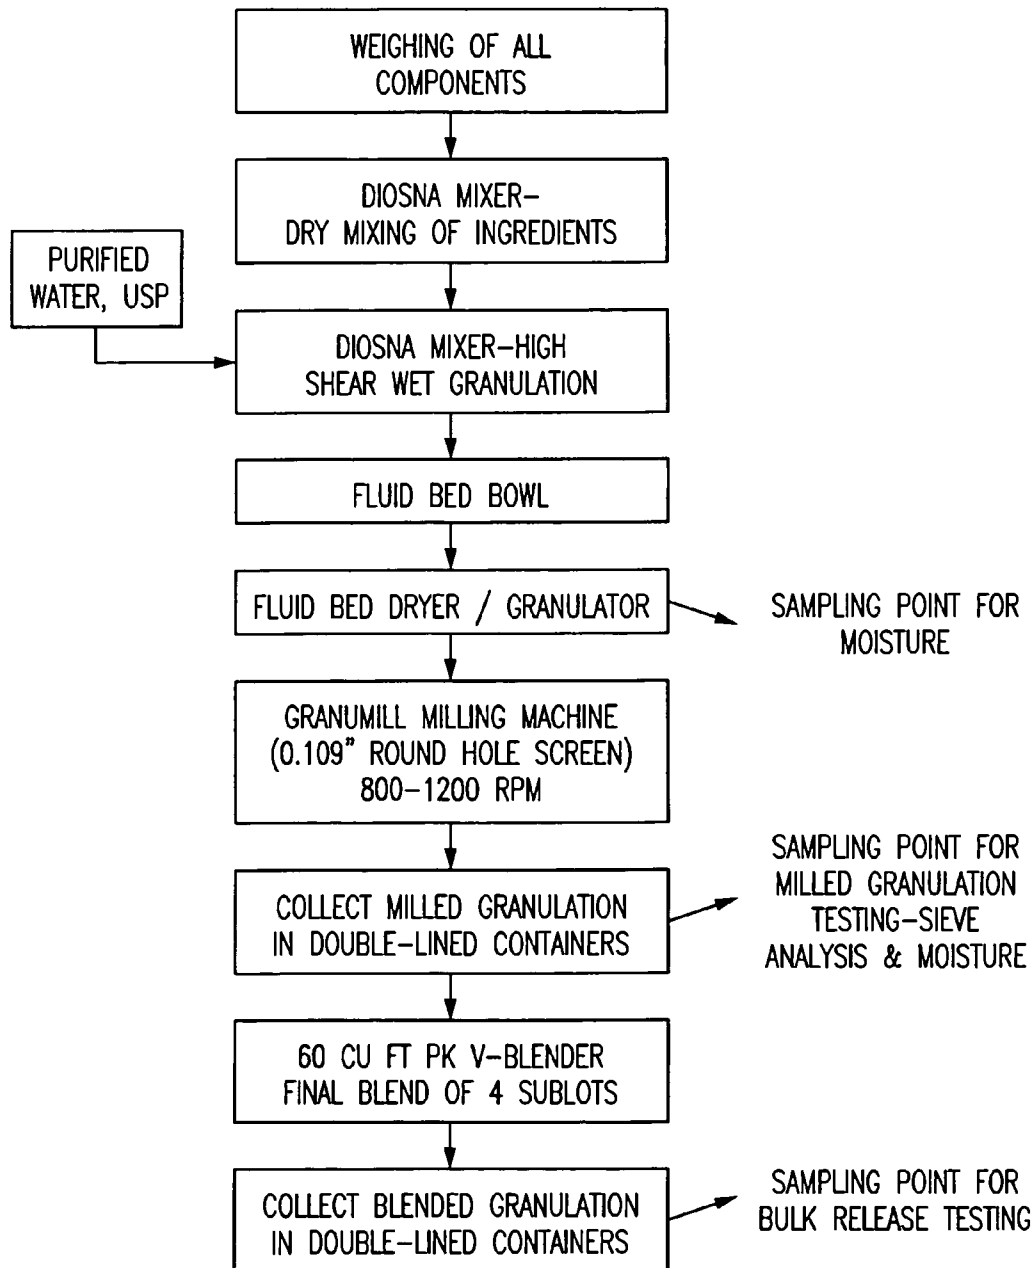 WEIGHING OF ALL
COMPONENTS
DIOSNA MIXER-
DRY MIXING OF INGREDIENTS
PURIFIED
WATER, USP
DIOSNA MIXER-HIGH
SHEAR WET GRANULATION
FLUID BED BOWL
FLUID BED DRYER / GRANULATOR
SAMPLING POINT FOR
MOISTURE
GRANUMILL MILLING MACHINE
(0.109" ROUND HOLE SCREEN)
800-1200 RPM
COLLECT MILLED GRANULATION
IN DOUBLE-LINED CONTAINERS
SAMPLING POINT FOR
MILLED GRANULATION
TESTING-SIEVE
ANALYSIS & MOISTURE
60 CU FT PK V-BLENDER
FINAL BLEND OF 4 SUBLOTS
COLLECT BLENDED GRANULATION
IN DOUBLE-LINED CONTAINERS
SAMPLING POINT FOR
BULK RELEASE TESTING